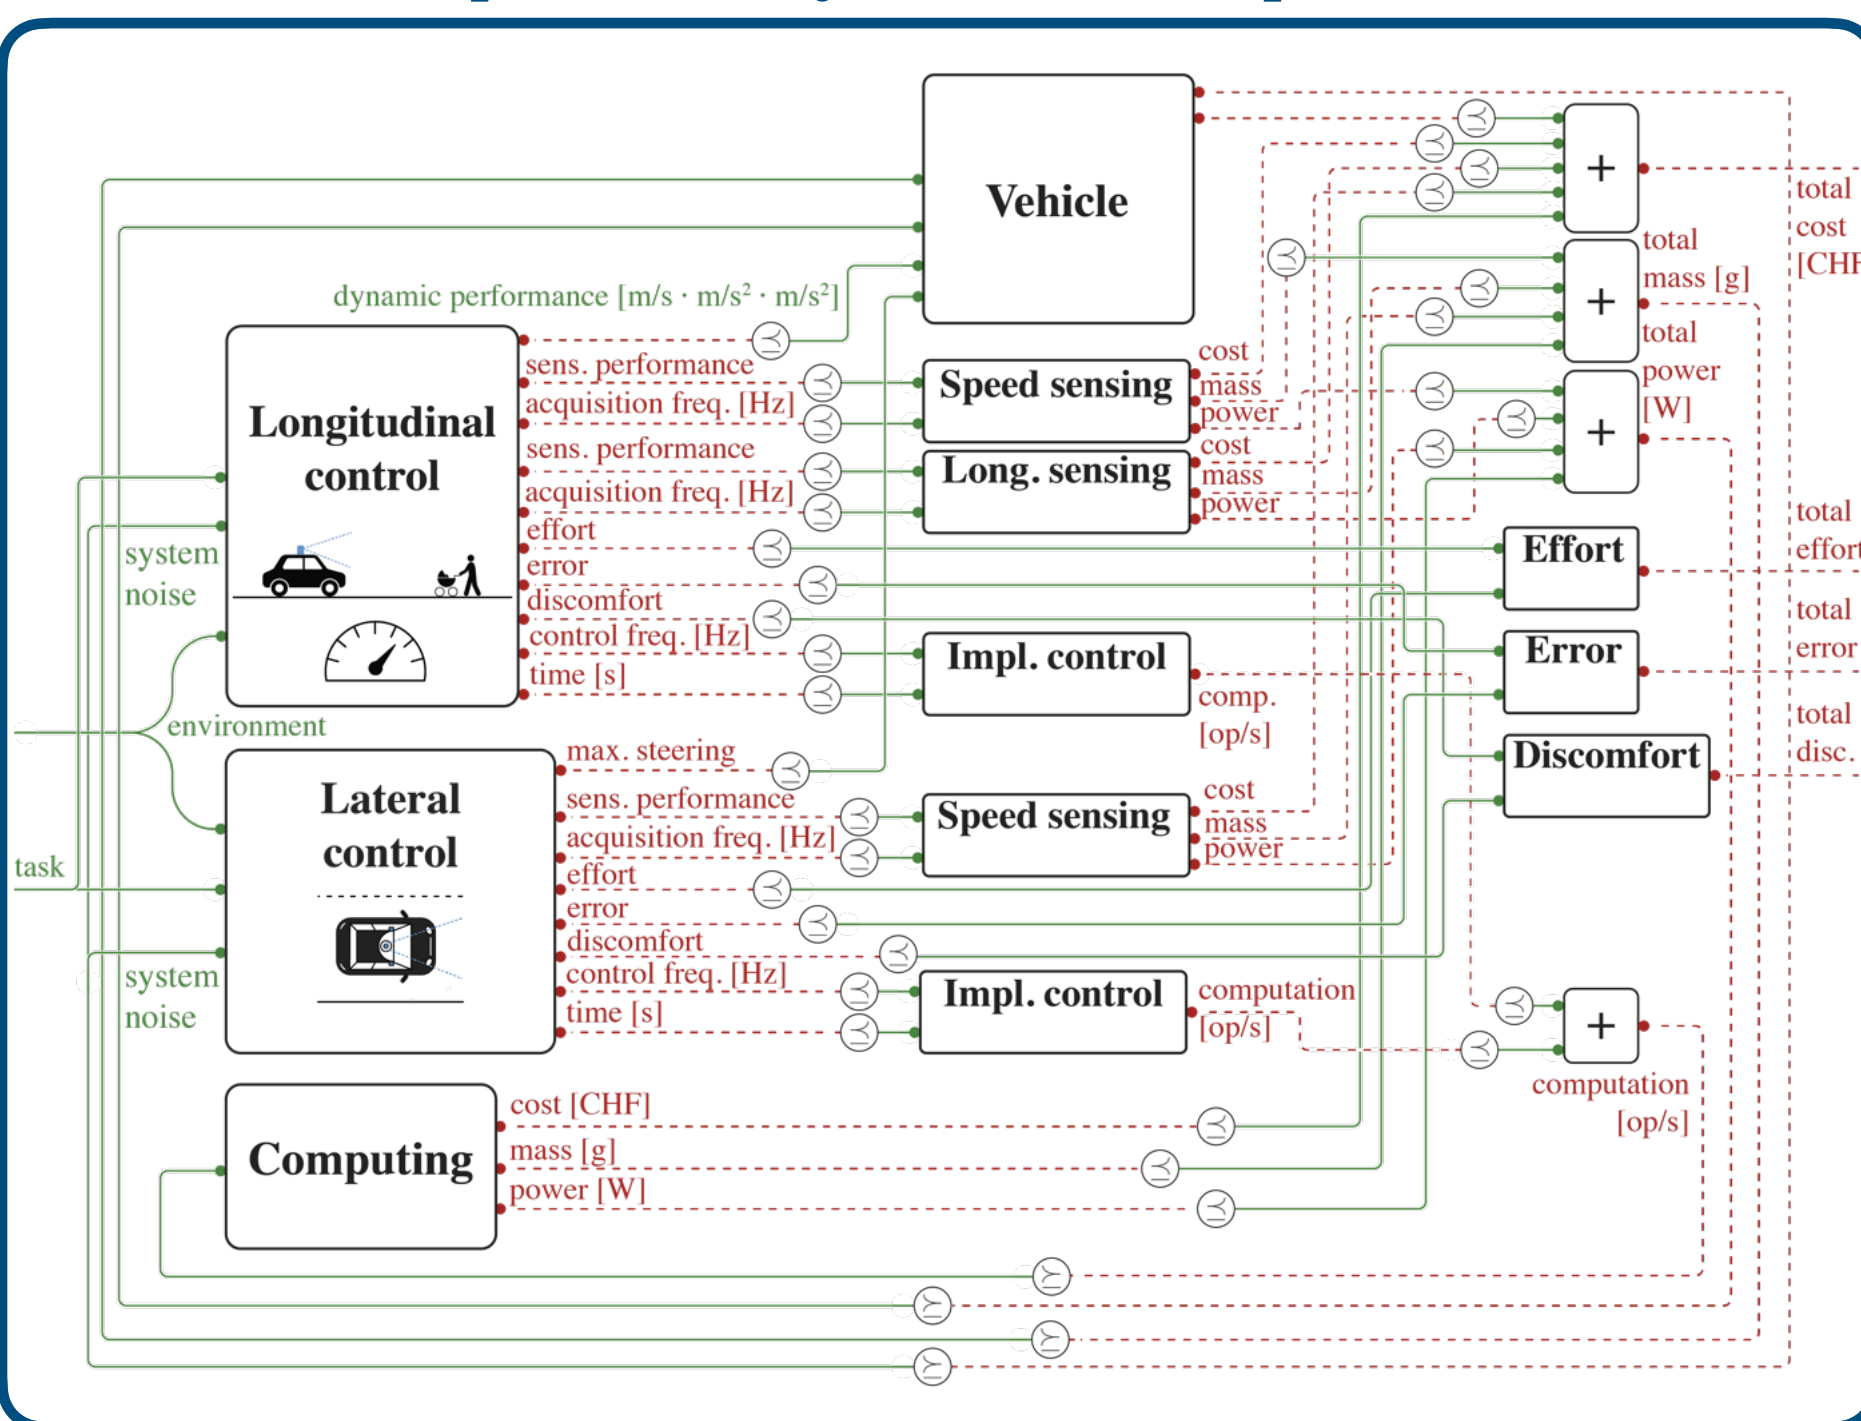 Vehicle
+
total
cost
[CHF
total
mass [g]
+
total
power
[W]
+
dynamic performance [m/s · m/s² · m/s²]
Longitudinal
control
sens. performance
acquisition freq. [Hz]
sens. performance
acquisition freq. [Hz]
effort
error
discomfort
control freq. [Hz]
time [s]
Speed sensing
cost
mass
power
Long. sensing
cost
mass
power
system
noise
Effort
total
effort
Error
total
error
Impl. control
comp.
[op/s]
Discomfort
total
disc.
environment
task
Lateral
control
max. steering
sens. performance
acquisition freq. [Hz]
effort
error
discomfort
control freq. [Hz]
time [s]
Speed sensing
cost
mass
power
system
noise
Impl. control
computation
[op/s]
+
computation
[op/s]
Computing
cost [CHF]
mass [g]
power [W]